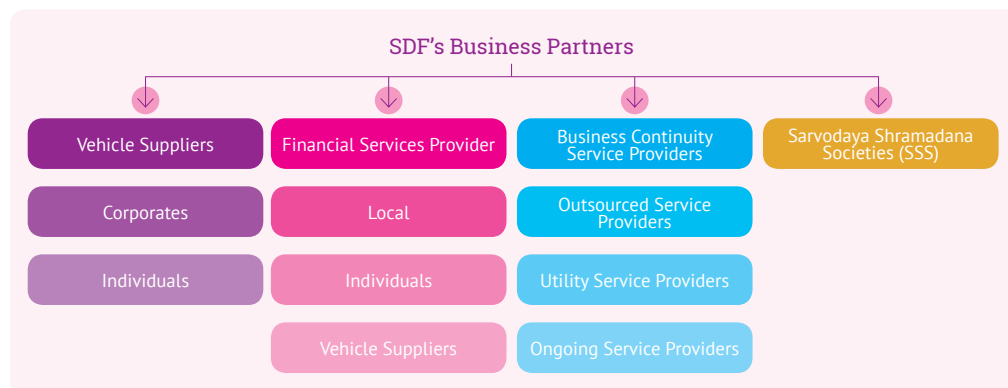 SDF’s Business Partners
Vehicle Suppliers
Corporates
Individuals
Financial Services Provider
Local
Individuals
Vehicle Suppliers
Business Continuity
Service Providers
Outsourced Service
Providers
Utility Service Providers
Ongoing Service Providers
Sarvodaya Shramadana
Societies (SSS)